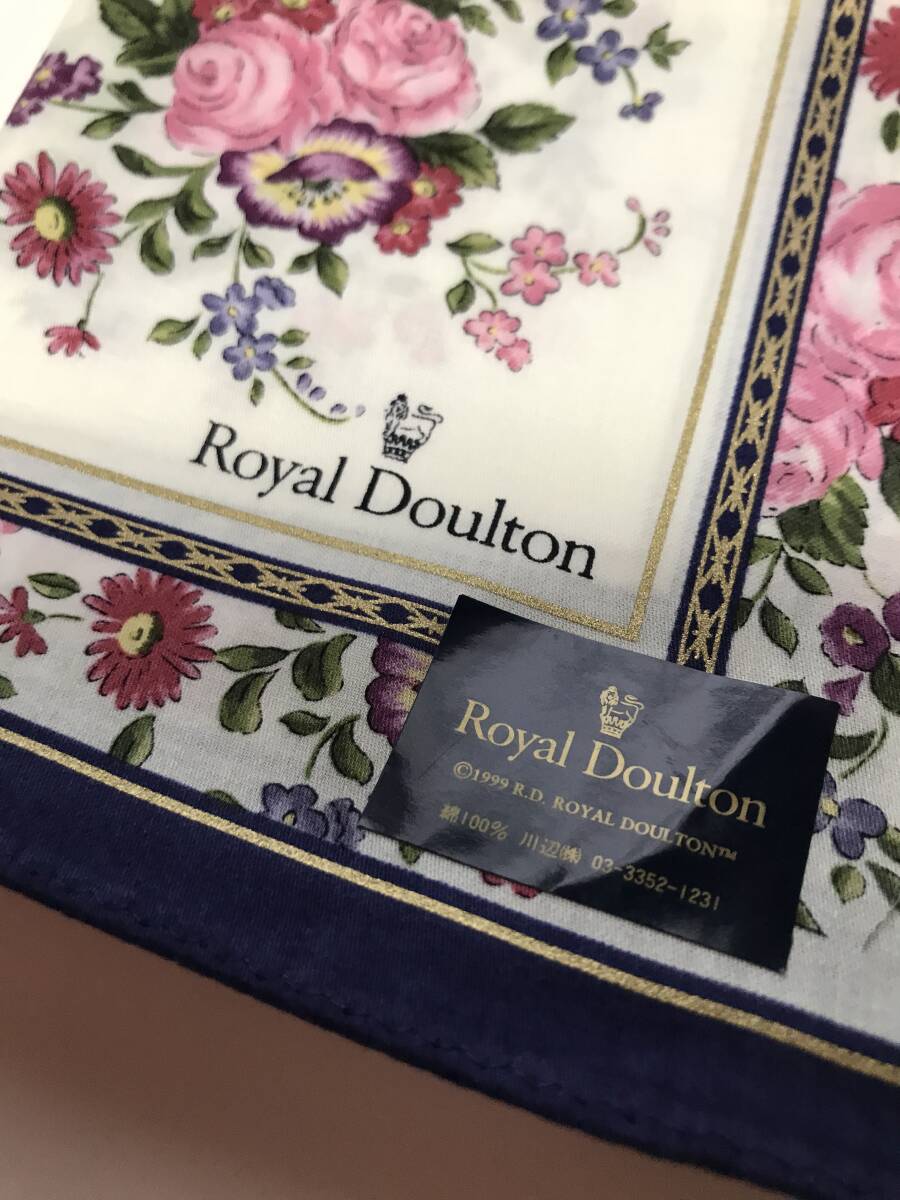 Royal Doulton
Royal Doulton
©1999 R.D. ROYAL DOULTON™
綿100% 川辺㈱ 03-3352-1231